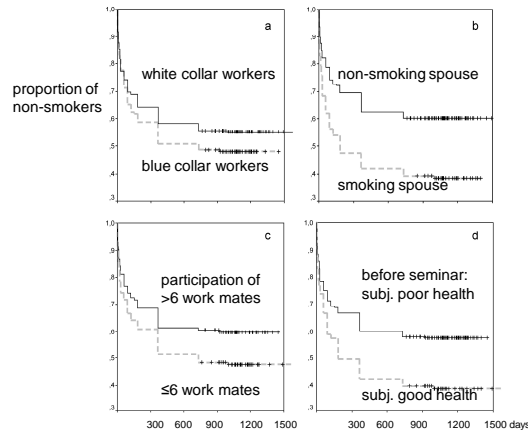 proportion of
non-smokers
1,0
,9
,8
,7
,6
,5
,4
,3
a
white collar workers
blue collar workers
1,0
,9
,8
,7
,6
,5
,4
,3
b
non-smoking spouse
smoking spouse
1,0
,9
,8
,7
,6
,5
,4
,3
c
participation of
>6 work mates
≤6 work mates
300 600 900 1200 1500
1,0
,9
,8
,7
,6
,5
,4
,3
d
before seminar:
subj. poor health
subj. good health
300 600 900 1200 1500 days